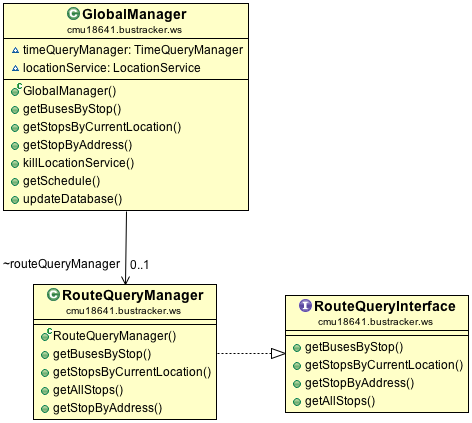 GlobalManager
cmu18641.bustracker.ws
timeQueryManager: TimeQueryManager
locationService: LocationService
GlobalManager()
getBusesByStop()
getStopsByCurrentLocation()
getStopByAddress()
killLocationService()
getSchedule()
updateDatabase()
~routeQueryManager 0..1
RouteQueryManager
cmu18641.bustracker.ws
RouteQueryManager()
getBusesByStop()
getStopsByCurrentLocation()
getAllStops()
getStopByAddress()
RouteQueryInterface
cmu18641.bustracker.ws
getBusesByStop()
getStopsByCurrentLocation()
getStopByAddress()
getAllStops()